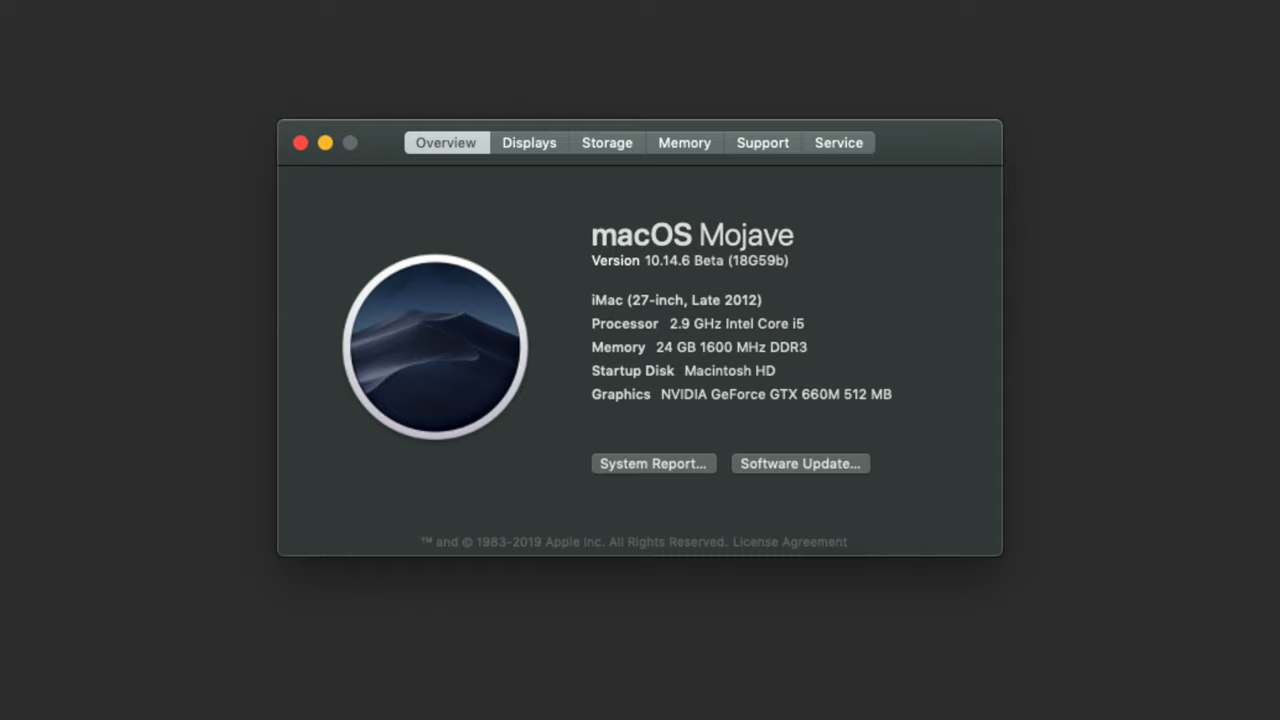 Overview Displays Storage Memory Support Service
macOS Mojave
Version 10.14.6 Beta (18G59b)
iMac (27-inch, Late 2012)
Processor 2.9 GHz Intel Core i5
Memory 24 GB 1600 MHz DDR3
Startup Disk Macintosh HD
Graphics NVIDIA GeForce GTX 660M 512 MB
System Report... Software Update...
™ and © 1983-2019 Apple Inc. All Rights Reserved. License Agreement